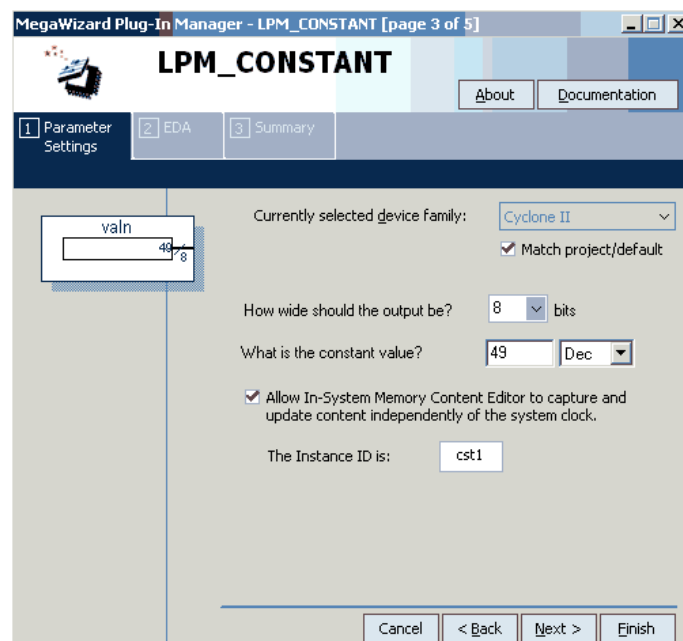 MegaWizard Plug-In Manager - LPM_CONSTANT [page 3 of 5]
LPM_CONSTANT
About
Documentation
1 Parameter Settings
2 EDA
3 Summary
valn
49
8
Currently selected device family:
Cyclone II
Match project/default
How wide should the output be?
8
bits
What is the constant value?
49
Dec
Allow In-System Memory Content Editor to capture and
update content independently of the system clock.
The Instance ID is:
cst1
Cancel
< Back
Next >
Finish